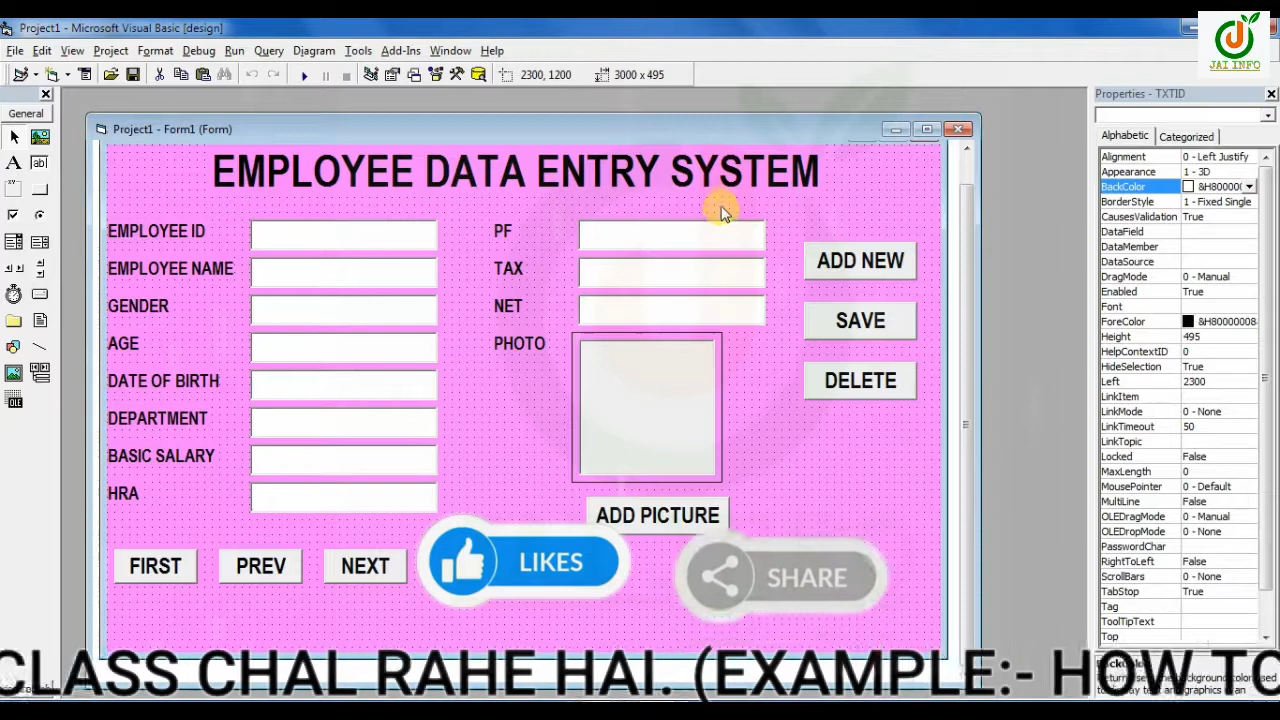 Project1 - Microsoft Visual Basic [design]
JAI INFO
File Edit View Project Format Debug Run Query Diagram Tools Add-Ins Window Help
2300, 1200 3000 x 495
General
Project1 - Form1 (Form)
EMPLOYEE DATA ENTRY SYSTEM
EMPLOYEE ID
EMPLOYEE NAME
GENDER
AGE
DATE OF BIRTH
DEPARTMENT
BASIC SALARY
HRA
PF
TAX
NET
PHOTO
ADD PICTURE
ADD NEW
SAVE
DELETE
FIRST PREV NEXT
LIKES
SHARE
Properties - TXTID
Alphabetic Categorized
Alignment 0 - Left Justify
Appearance 1 - 3D
BackColor &H80000
BorderStyle 1 - Fixed Single
CausesValidation True
DataField
DataMember
DataSource
DragMode 0 - Manual
Enabled True
Font
ForeColor &H80000008
Height 495
HelpContextID 0
HideSelection True
Left 2300
LinkItem
LinkMode 0 - None
LinkTimeout 50
LinkTopic
Locked False
MaxLength 0
MousePointer 0 - Default
MultiLine False
OLEDragMode 0 - Manual
OLEDropMode 0 - None
PasswordChar
RightToLeft False
ScrollBars 0 - None
TabStop True
Tag
ToolTipText
Top
CLASS CHAL RAHE HAI. (EXAMPLE:- HOW TO